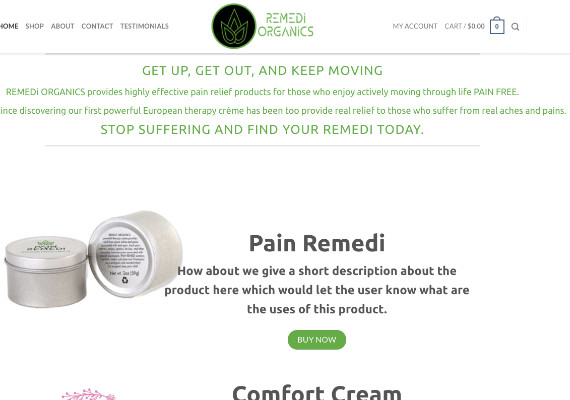 HOME SHOP ABOUT CONTACT TESTIMONIALS
REMEDi
ORGANICS
MY ACCOUNT CART / $0.00 0
GET UP, GET OUT, AND KEEP MOVING
REMEDi ORGANICS provides highly effective pain relief products for those who enjoy actively moving through life PAIN FREE.
ince discovering our first powerful European therapy crème has been too provide real relief to those who suffer from real aches and pains.
STOP SUFFERING AND FIND YOUR REMEDI TODAY.
Net wt. 2oz (59g)
Pain Remedi
How about we give a short description about the
product here which would let the user know what are
the uses of this product.
BUY NOW
Comfort Cream